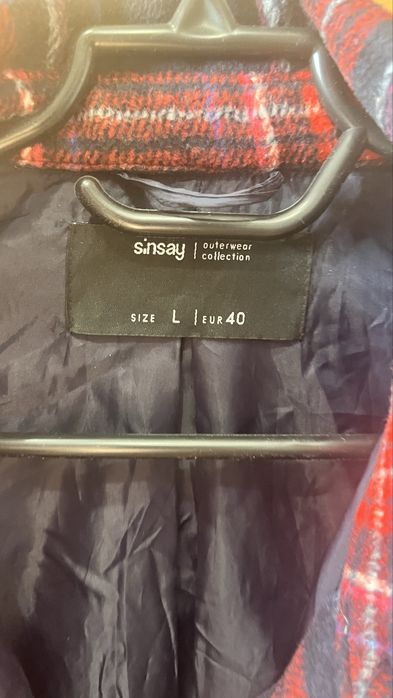 sinsay | outerwear
collection
SIZE L | EUR 40